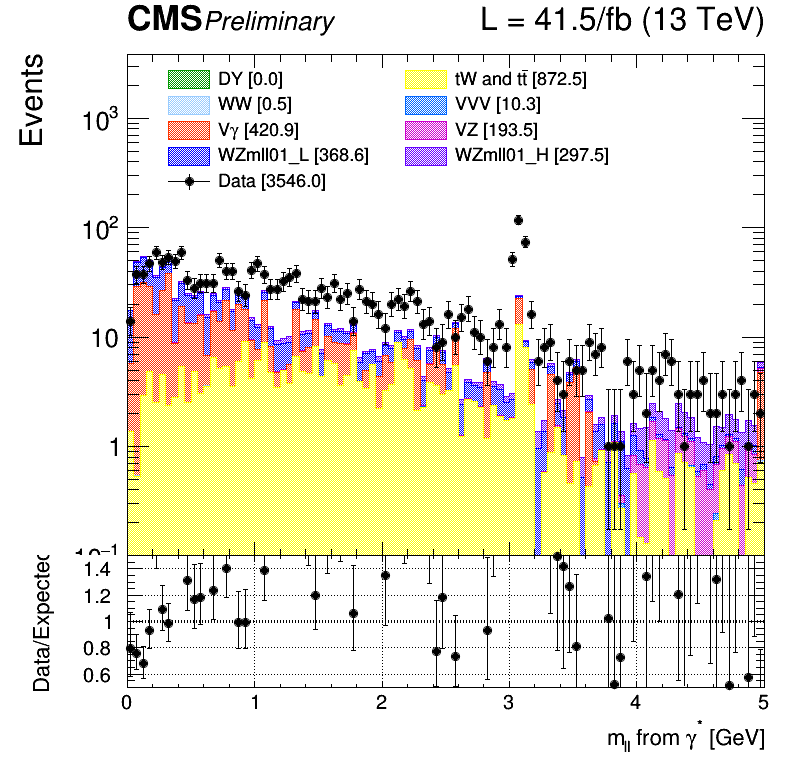 CMS Preliminary L = 41.5/fb (13 TeV)
Events
DY [0.0] tW and tt̄ [872.5]
WW [0.5] VVV [10.3]
Vγ [420.9] VZ [193.5]
WZmll01_L [368.6] WZmll01_H [297.5]
Data [3546.0]
10³
10²
10
1
10⁻¹
Data/Expected
1.4
1.2
1
0.8
0.6
0 1 2 3 4 5
m_ll from γ* [GeV]